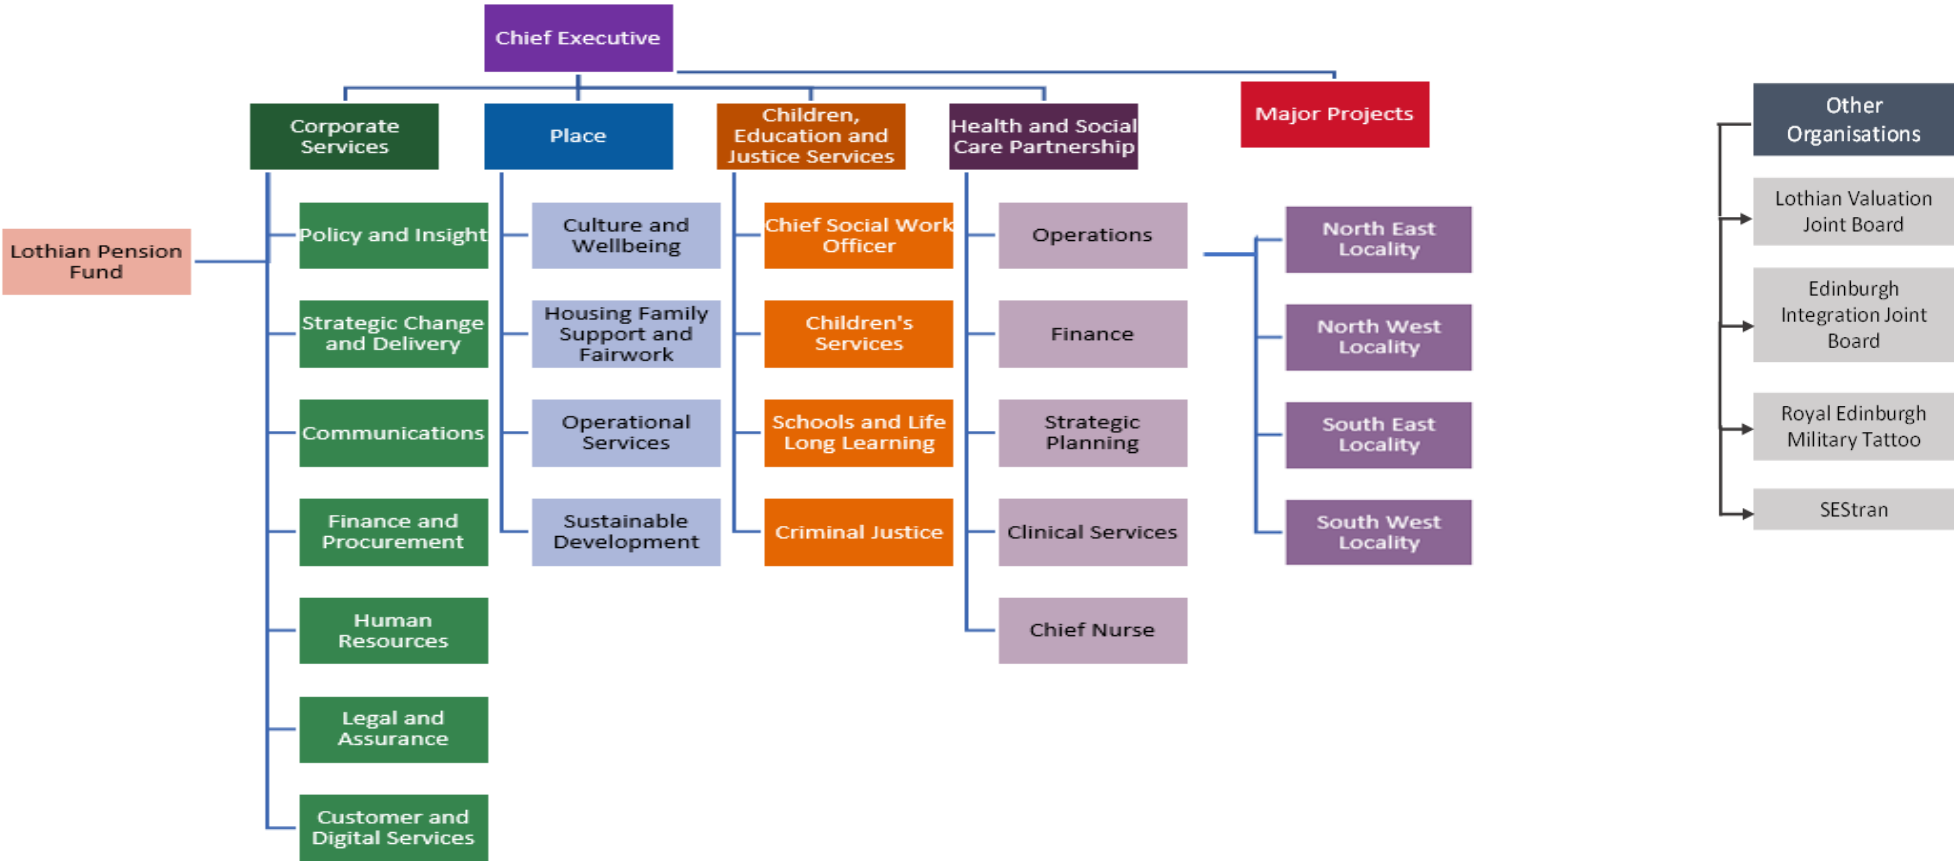 Chief Executive
Corporate
Services
Place
Children,
Education and
Justice Services
Health and Social
Care Partnership
Major Projects
Other
Organisations
Lothian Pension
Fund
Policy and Insight
Strategic Change
and Delivery
Communications
Finance and
Procurement
Human
Resources
Legal and
Assurance
Customer and
Digital Services
Culture and
Wellbeing
Housing Family
Support and
Fairwork
Operational
Services
Sustainable
Development
Chief Social Work
Officer
Children's
Services
Schools and Life
Long Learning
Criminal Justice
Operations
Finance
Strategic
Planning
Clinical Services
Chief Nurse
North East
Locality
North West
Locality
South East
Locality
South West
Locality
Lothian Valuation
Joint Board
Edinburgh
Integration Joint
Board
Royal Edinburgh
Military Tattoo
SEStran